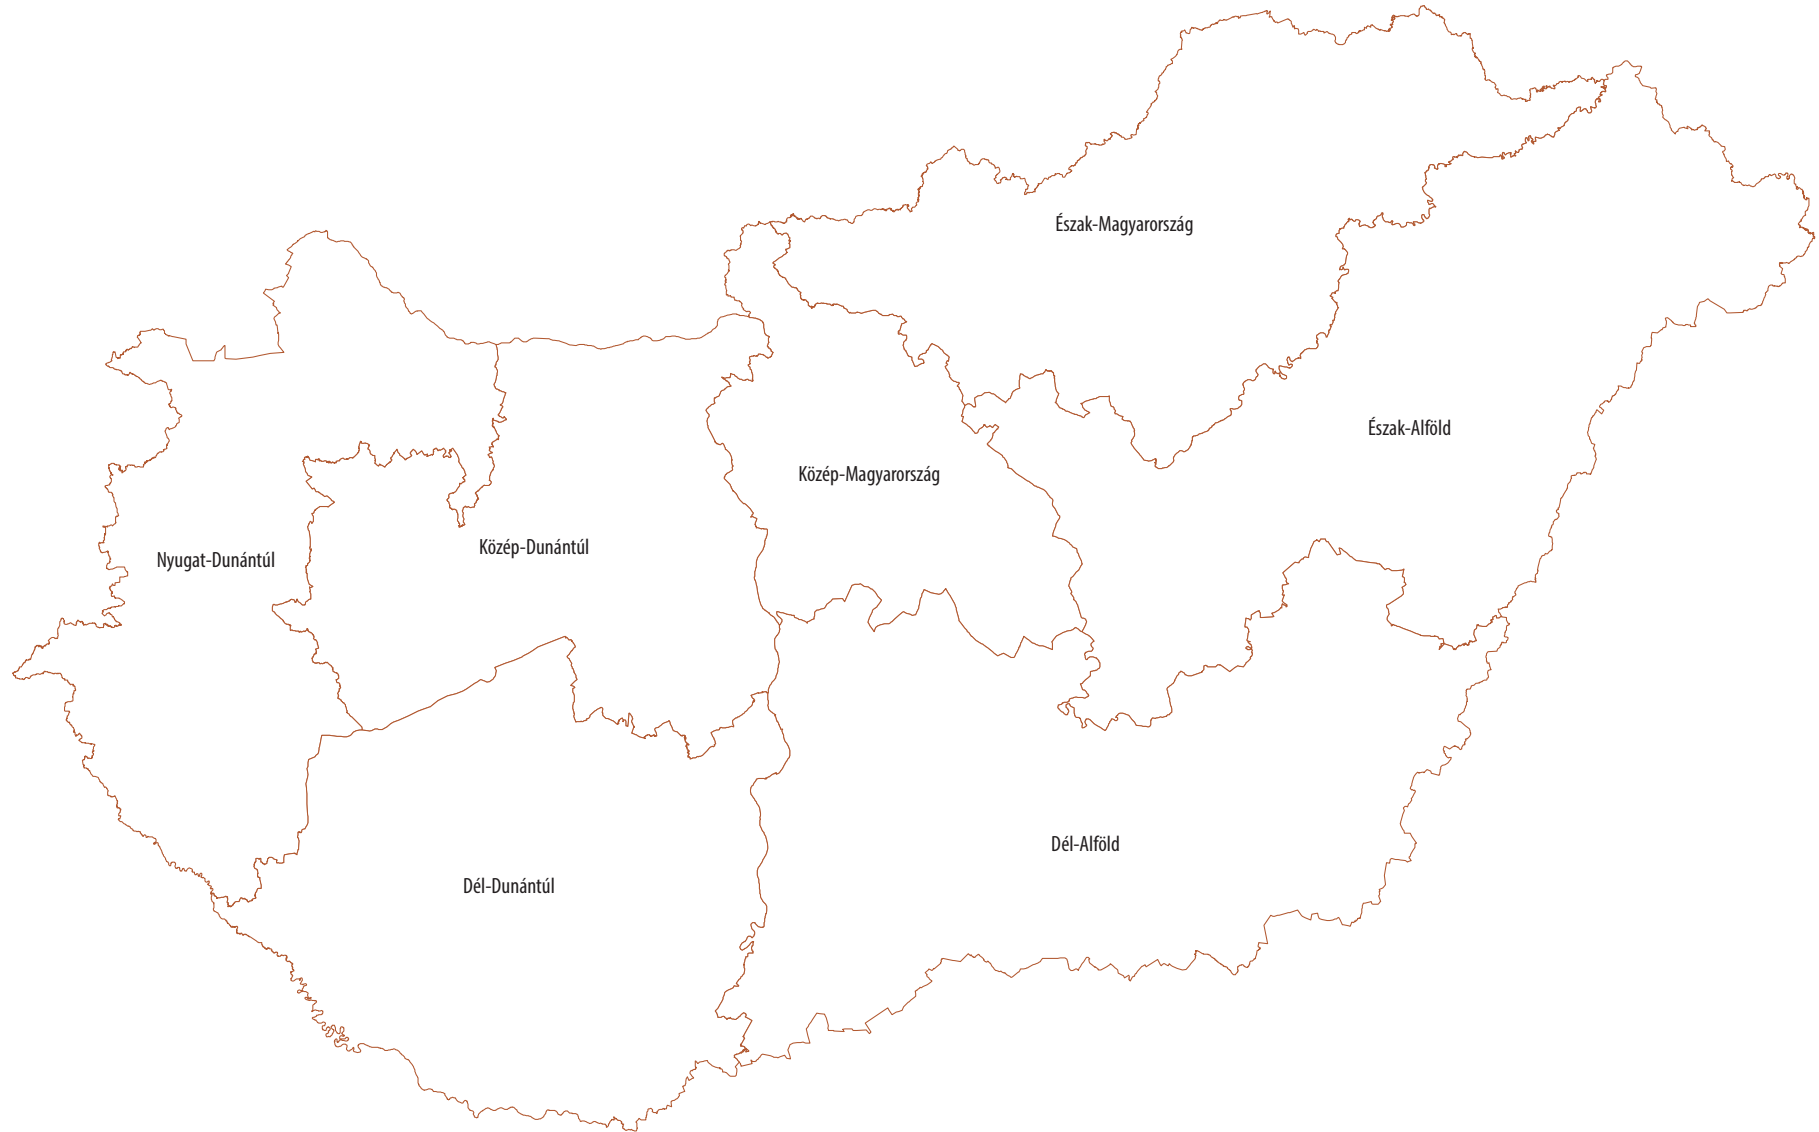 Észak-Magyarország
Észak-Alföld
Közép-Magyarország
Közép-Dunántúl
Nyugat-Dunántúl
Dél-Alföld
Dél-Dunántúl